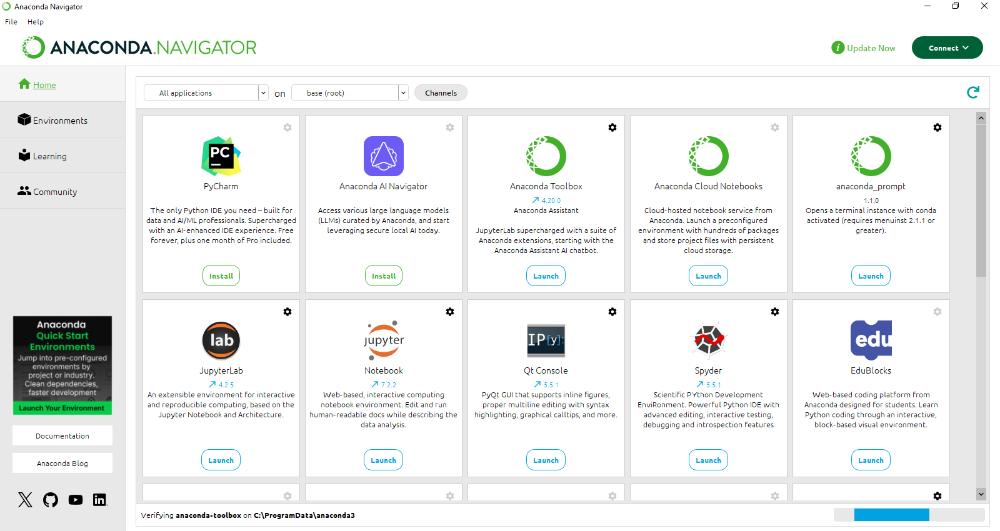 Anaconda Navigator
File Help
ANACONDA.NAVIGATOR
i Update Now
Connect
Home
Environments
Learning
Community
All applications on base (root) Channels
PC
PyCharm
The only Python IDE you need – built for
data and AI/ML professionals. Supercharged
with an AI-enhanced IDE experience. Free
forever, plus one month of Pro included.
Install
Anaconda AI Navigator
Access various large language models
(LLMs) curated by Anaconda, and start
leveraging secure local AI today.
Install
Anaconda Toolbox
4.20.0
Anaconda Assistant
JupyterLab supercharged with a suite of
Anaconda extensions, starting with the
Anaconda Assistant AI chatbot.
Launch
Anaconda Cloud Notebooks
Cloud-hosted notebook service from
Anaconda. Launch a preconfigured
environment with hundreds of packages
and store project files with persistent
cloud storage.
Launch
anaconda_prompt
1.1.0
Opens a terminal instance with conda
activated (requires menuinst 2.1.1 or
greater).
Launch
lab
JupyterLab
4.2.5
An extensible environment for interactive
and reproducible computing, based on the
Jupyter Notebook and Architecture.
Launch
jupyter
Notebook
7.2.2
Web-based, interactive computing
notebook environment. Edit and run
human-readable docs while describing the
data analysis.
Launch
IP[y]:
Qt Console
5.5.1
PyQt GUI that supports inline figures,
proper multiline editing with syntax
highlighting, graphical calltips, and more.
Launch
Spyder
5.5.1
Scientific PYthon Development
EnviRonment. Powerful Python IDE with
advanced editing, interactive testing,
debugging and introspection features
Launch
edu
EduBlocks
Web-based coding platform from
Anaconda designed for students. Learn
Python coding through an interactive,
block-based visual environment.
Launch
Anaconda
Quick Start
Environments
Jump into pre-configured
environments by
project or industry.
Clean dependencies,
faster development
Launch Your Environment
Documentation
Anaconda Blog
in
Verifying anaconda-toolbox on C:\ProgramData\anaconda3